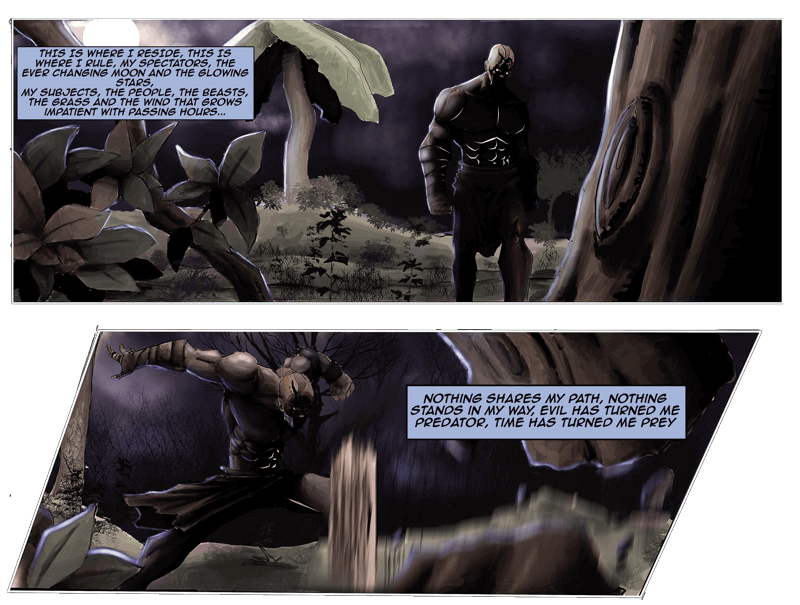 THIS IS WHERE I RESIDE, THIS IS
WHERE I RULE, MY SPECTATORS, THE
EVER CHANGING MOON AND THE GLOWING
STARS,
MY SUBJECTS, THE PEOPLE, THE BEASTS,
THE GRASS AND THE WIND THAT GROWS
IMPATIENT WITH PASSING HOURS...
NOTHING SHARES MY PATH, NOTHING
STANDS IN MY WAY, EVIL HAS TURNED ME
PREDATOR, TIME HAS TURNED ME PREY